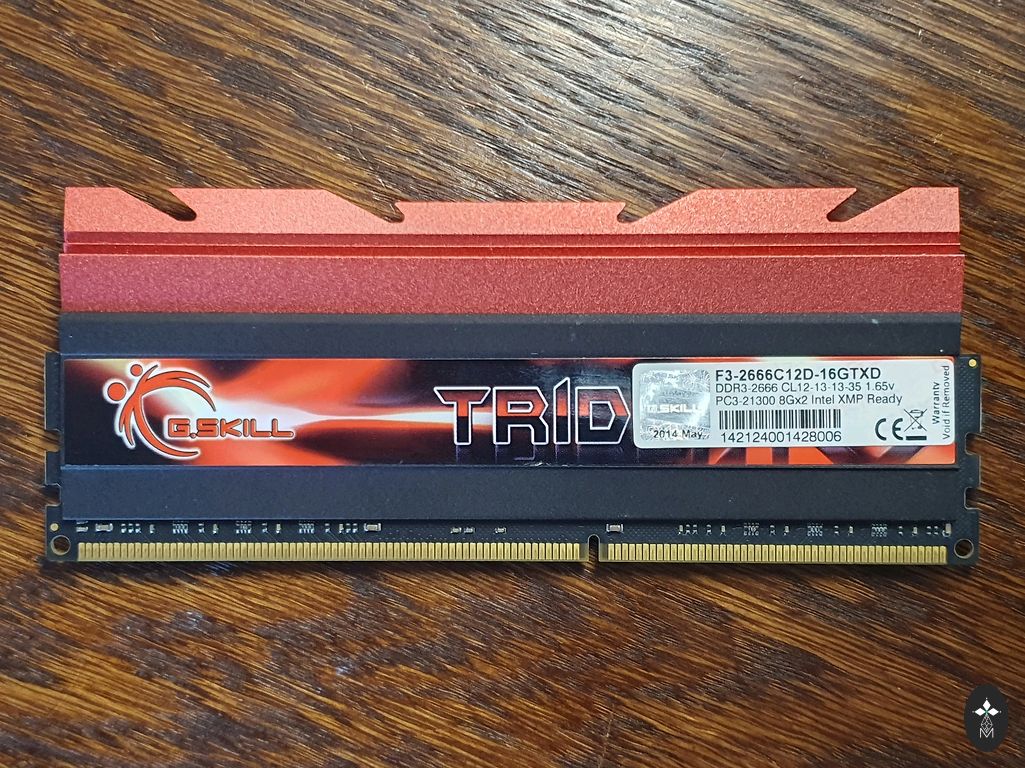 G.SKILL
TRID
G.SKILL
2014 May
F3-2666C12D-16GTXD
DDR3-2666 CL12-13-13-35 1.65v
PC3-21300 8Gx2 Intel XMP Ready
142124001428006
CE
Warranty
Void if Removed
M